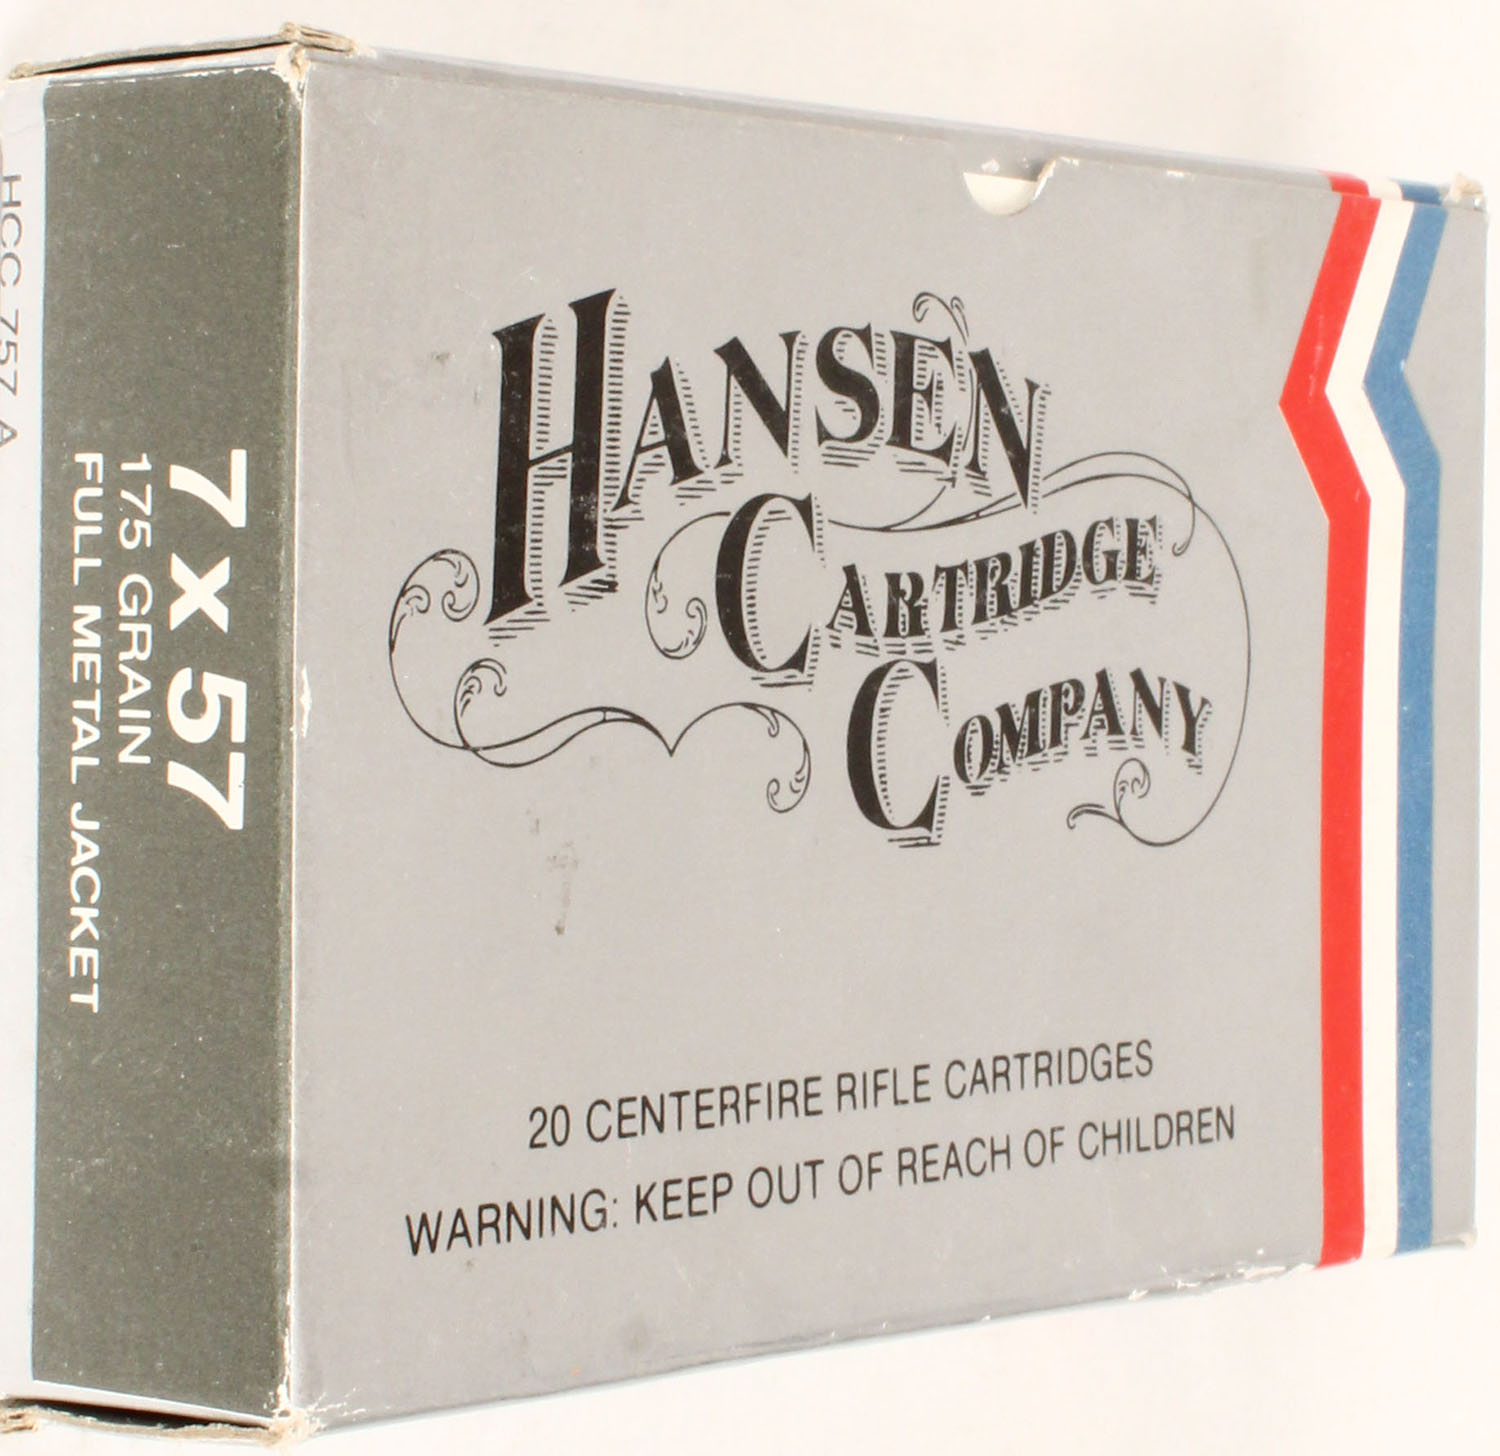 HANSEN
CARTRIDGE
COMPANY
20 CENTERFIRE RIFLE CARTRIDGES
WARNING: KEEP OUT OF REACH OF CHILDREN
7 x 57
175 GRAIN
FULL METAL JACKET
HCC 757 A